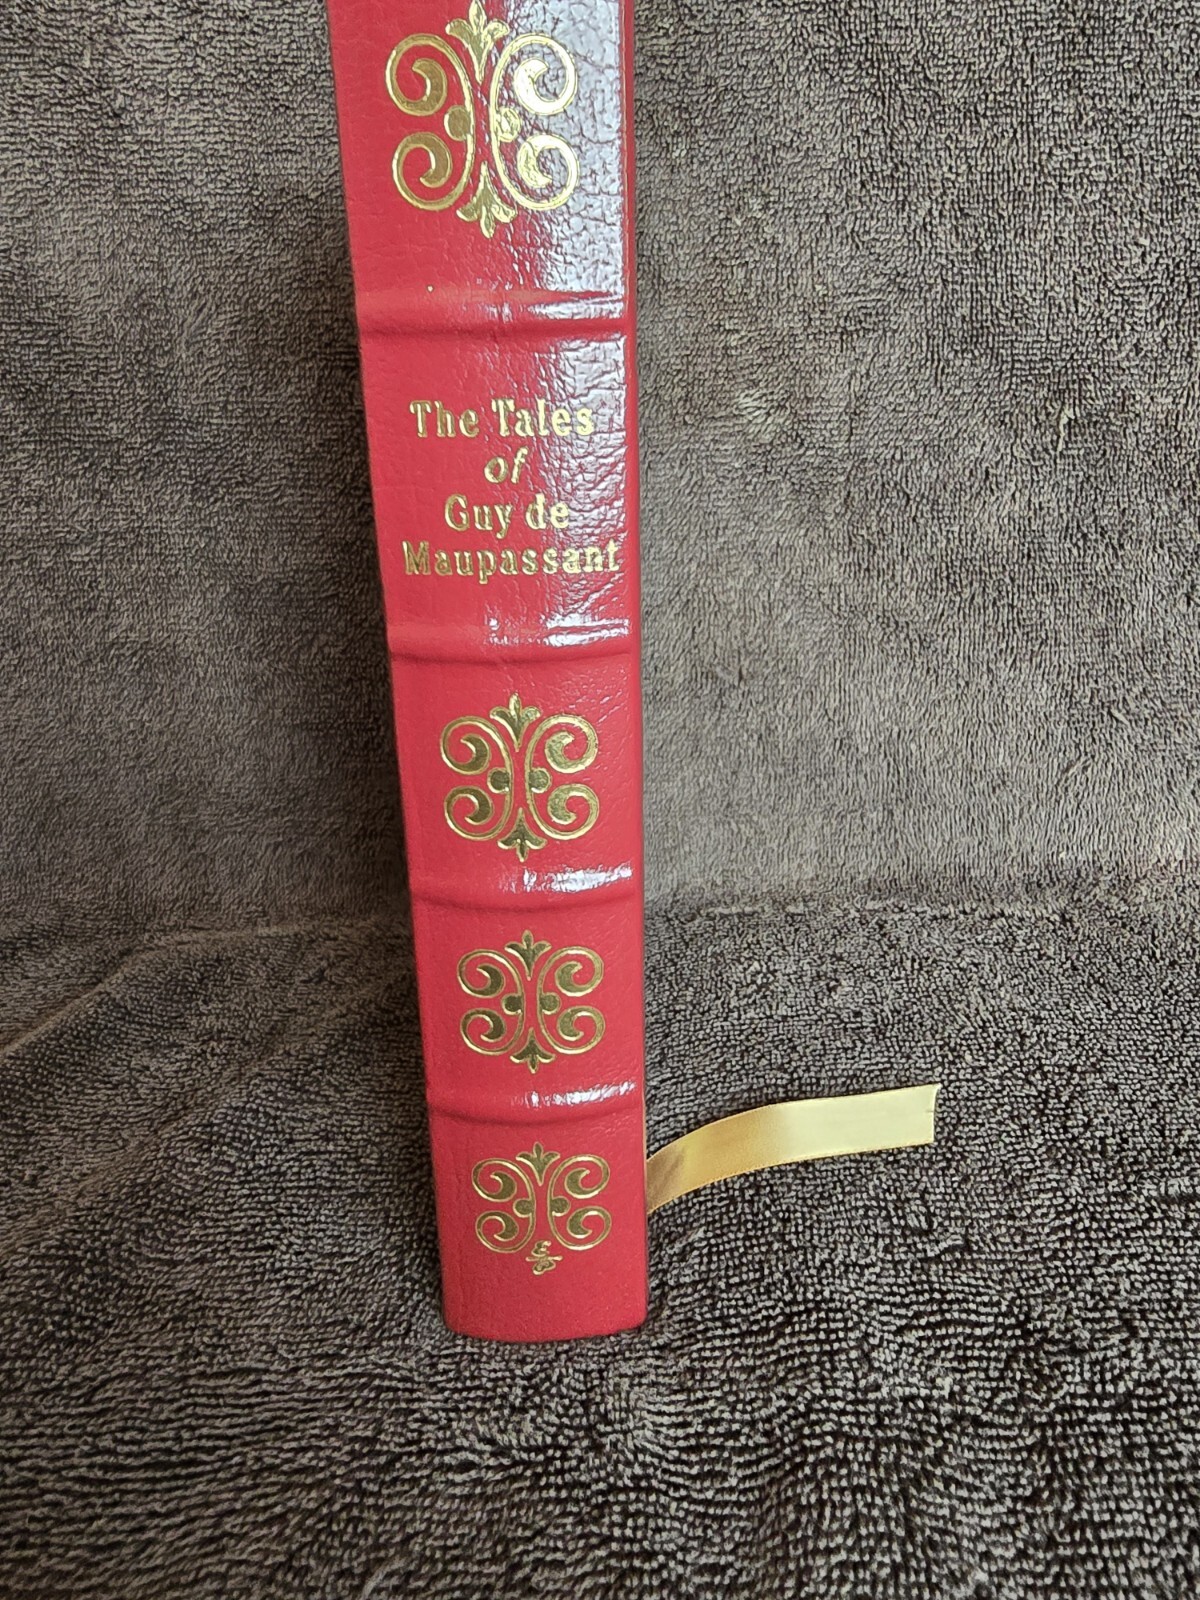 The Tales
of
Guy de
Maupassant